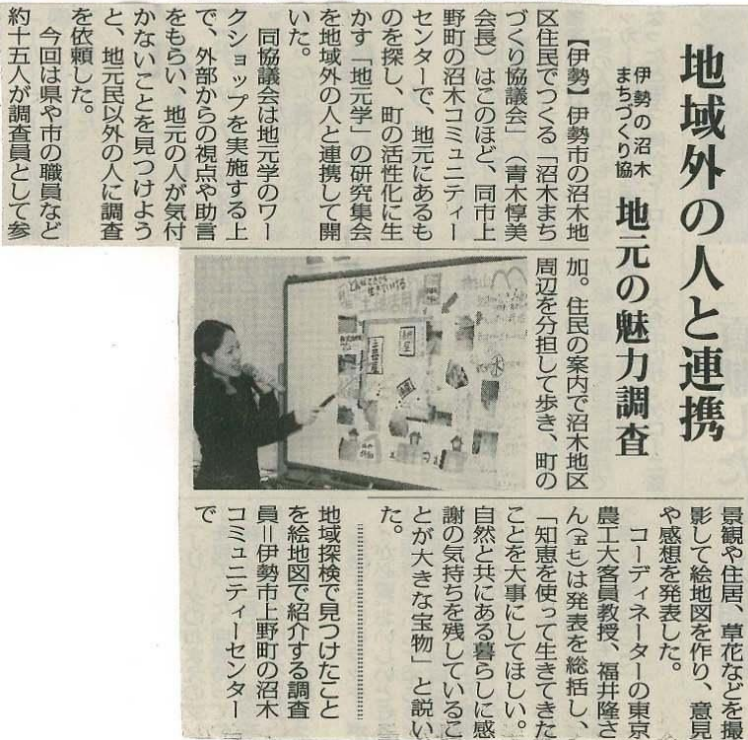 地域外の人と連携
伊勢の沼木
まちづくり協
地元の魅力調査
【伊勢】伊勢市の沼木地
区住民でつくる「沼木まち
づくり協議会」(青木惇美
会長)はこのほど、同市上
野町の沼木コミュニティー
センターで、地元にあるも
のを探し、町の活性化に生
かす「地元学」の研究集会
を地域外の人と連携して開
いた。
同協議会は地元学のワー
クショップを実施する上
で、外部からの視点や助言
をもらい、地元の人が気付
かないことを見つけよう
と、地元民以外の人に調査
を依頼した。
今回は県や市の職員など
約十五人が調査員として参
加。住民の案内で沼木地区
周辺を分担して歩き、町の
景観や住居、草花などを撮
影して絵地図を作り、意見
や感想を発表した。
コーディネーターの東京
農工大客員教授、福井隆さ
ん(五七)は発表を総括し、
「知恵を使って生きてきた
ことを大事にしてほしい。
自然と共にある暮らしに感
謝の気持ちを残しているこ
とが大きな宝物」と説い
た。
地域探検で見つけたこと
を絵地図で紹介する調査
員=伊勢市上野町の沼木
コミュニティーセンター
で